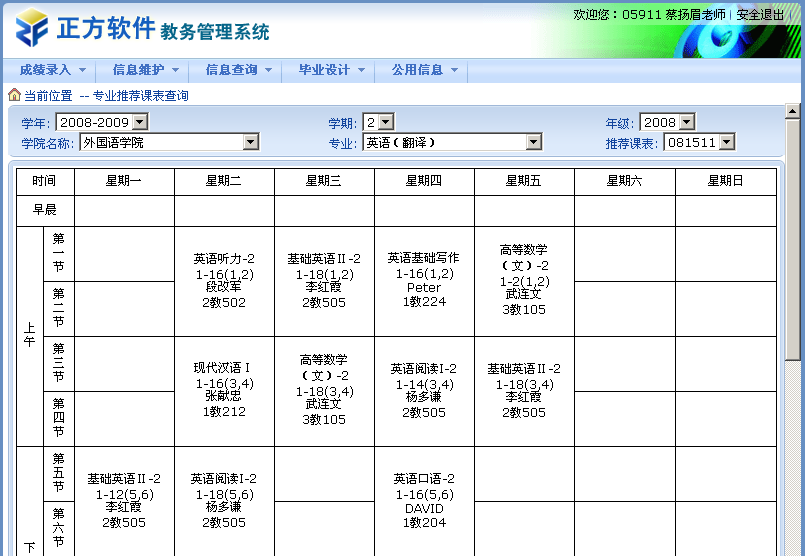 正方软件 教务管理系统
欢迎您：05911 蔡扬眉老师 | 安全退出
成绩录入 信息维护 信息查询 毕业设计 公用信息
当前位置 -- 专业推荐课表查询
学年: 2008-2009 学期: 2 年级: 2008
学院名称: 外国语学院 专业: 英语（翻译） 推荐课表: 081511
时间 星期一 星期二 星期三 星期四 星期五 星期六 星期日
早晨
上午
第一节
英语听力-2
1-16(1,2)
段改军
2教502
基础英语Ⅱ-2
1-18(1,2)
李红霞
2教505
英语基础写作
1-16(1,2)
Peter
1教224
高等数学
（文）-2
1-2(1,2)
武连文
3教105
第二节
第三节
现代汉语Ⅰ
1-16(3,4)
张献忠
1教212
高等数学
（文）-2
1-18(3,4)
武连文
3教105
英语阅读I-2
1-14(3,4)
杨多谦
2教505
基础英语Ⅱ-2
1-18(3,4)
李红霞
2教505
第四节
下
第五节
基础英语Ⅱ-2
1-12(5,6)
李红霞
2教505
英语阅读I-2
1-18(5,6)
杨多谦
2教505
英语口语-2
1-16(5,6)
DAVID
1教204
第六节